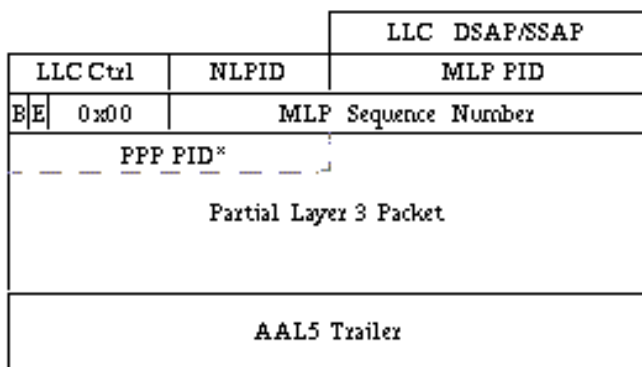 LLC DSAP/SSAP
LLC Ctrl NLPID MLP PID
B E 0x00 MLP Sequence Number
PPP PID*
Partial Layer 3 Packet
AAL5 Trailer